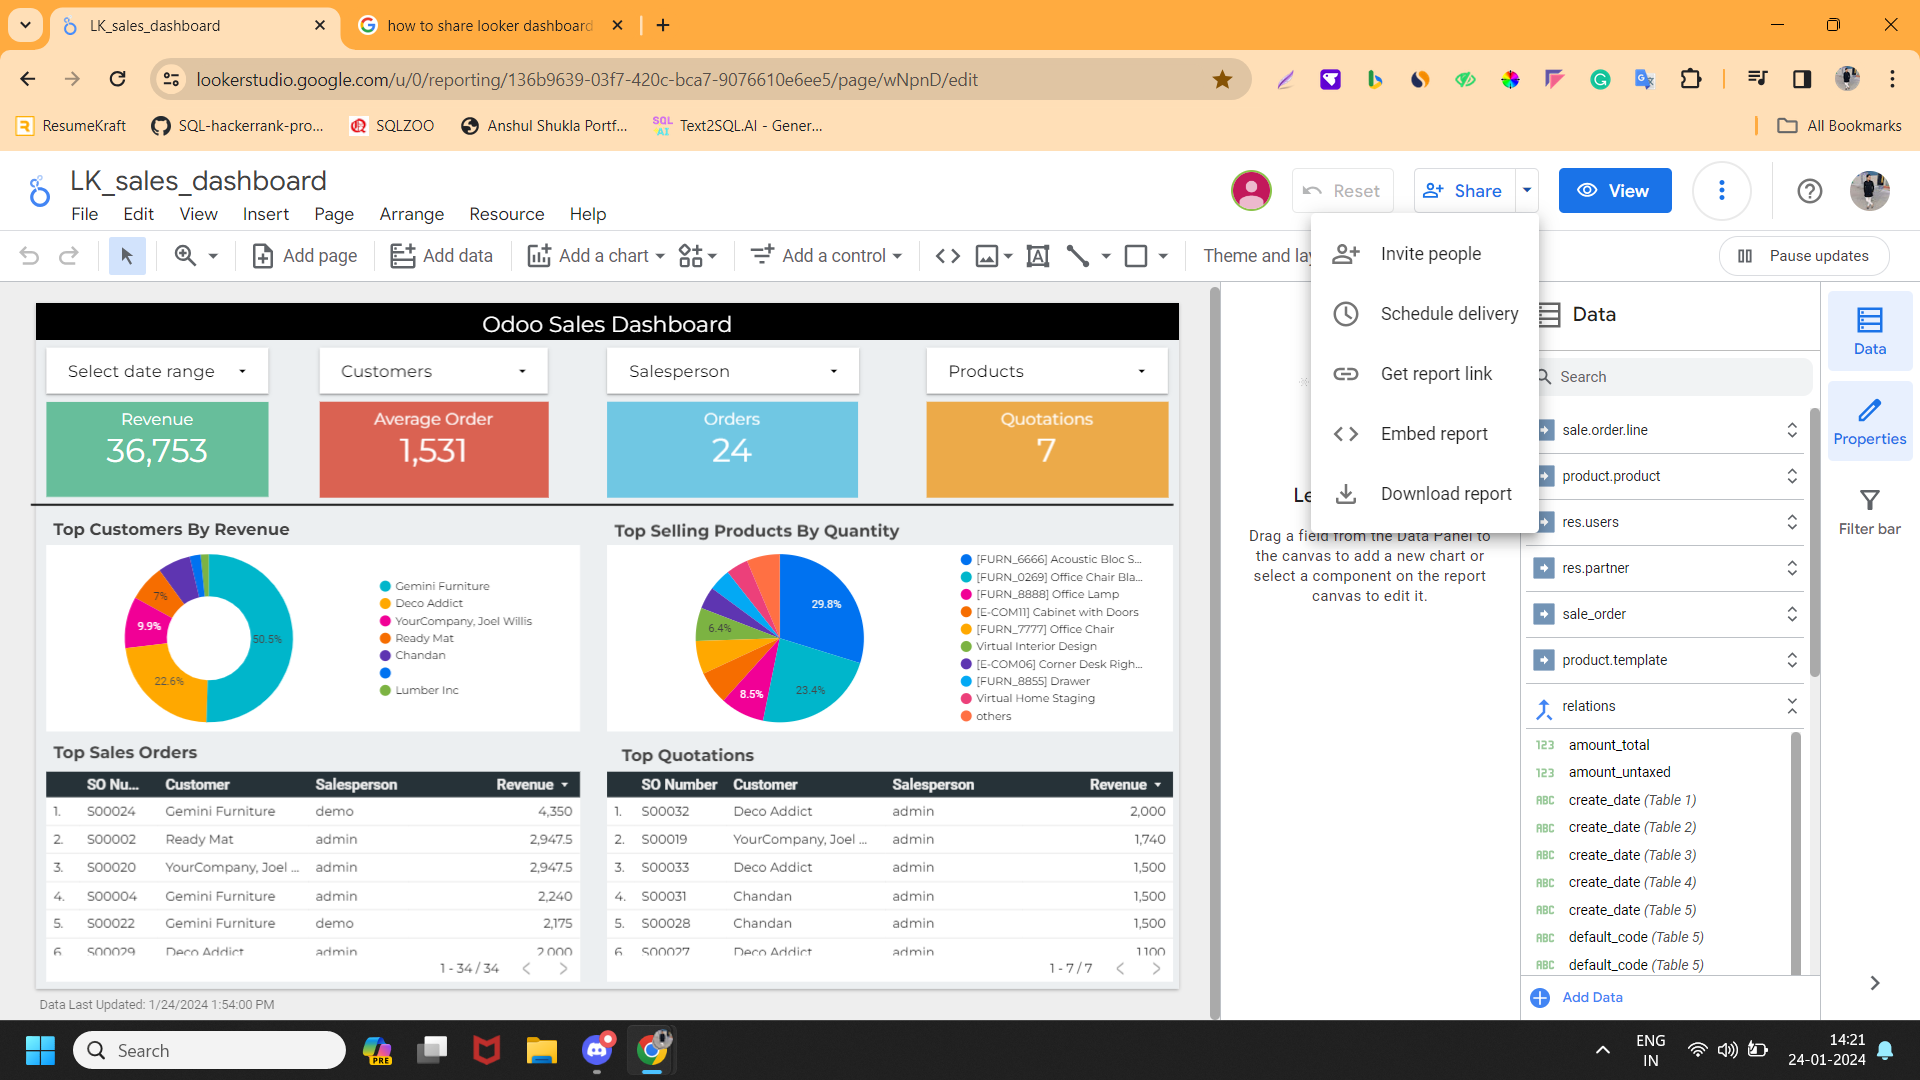 LK_sales_dashboard
how to share looker dashboard
lookerstudio.google.com/u/0/reporting/136b9639-03f7-420c-bca7-9076610e6ee5/page/wNpnD/edit
ResumeKraft
SQL-hackerrank-pro...
SQLZOO
Anshul Shukla Portf...
SQL AI
Text2SQL.AI - Gener...
All Bookmarks
LK_sales_dashboard
File Edit View Insert Page Arrange Resource Help
Reset
Share
View
Add page
Add data
Add a chart
Add a control
Theme and lay
Pause updates
Invite people
Schedule delivery
Get report link
Embed report
Download report
Odoo Sales Dashboard
Select date range
Customers
Salesperson
Products
Revenue
36,753
Average Order
1,531
Orders
24
Quotations
7
Top Customers By Revenue
50.5%
22.6%
9.9%
7%
Gemini Furniture
Deco Addict
YourCompany, Joel Willis
Ready Mat
Chandan
Lumber Inc
Top Selling Products By Quantity
29.8%
23.4%
8.5%
6.4%
[FURN_6666] Acoustic Bloc S...
[FURN_0269] Office Chair Bla...
[FURN_8888] Office Lamp
[E-COM11] Cabinet with Doors
[FURN_7777] Office Chair
Virtual Interior Design
[E-COM06] Corner Desk Righ...
[FURN_8855] Drawer
Virtual Home Staging
others
Top Sales Orders
SO Nu... Customer Salesperson Revenue
1. S00024 Gemini Furniture demo 4,350
2. S00002 Ready Mat admin 2,947.5
3. S00020 YourCompany, Joel ... admin 2,947.5
4. S00004 Gemini Furniture admin 2,240
5. S00022 Gemini Furniture demo 2,175
6. S00029 Deco Addict admin 2,000
1 - 34 / 34
Top Quotations
SO Number Customer Salesperson Revenue
1. S00032 Deco Addict admin 2,000
2. S00019 YourCompany, Joel ... admin 1,740
3. S00033 Deco Addict admin 1,500
4. S00031 Chandan admin 1,500
5. S00028 Chandan admin 1,500
6. S00027 Deco Addict admin 1,100
1 - 7 / 7
Data Last Updated: 1/24/2024 1:54:00 PM
Le
Drag a field from the Data Panel to
the canvas to add a new chart or
select a component on the report
canvas to edit it.
Data
Search
sale.order.line
product.product
res.users
res.partner
sale_order
product.template
relations
123 amount_total
123 amount_untaxed
ABC create_date (Table 1)
ABC create_date (Table 2)
ABC create_date (Table 3)
ABC create_date (Table 4)
ABC create_date (Table 5)
ABC default_code (Table 5)
ABC default_code (Table 5)
Add Data
Data
Properties
Filter bar
Search
PRE
ENG
IN
14:21
24-01-2024